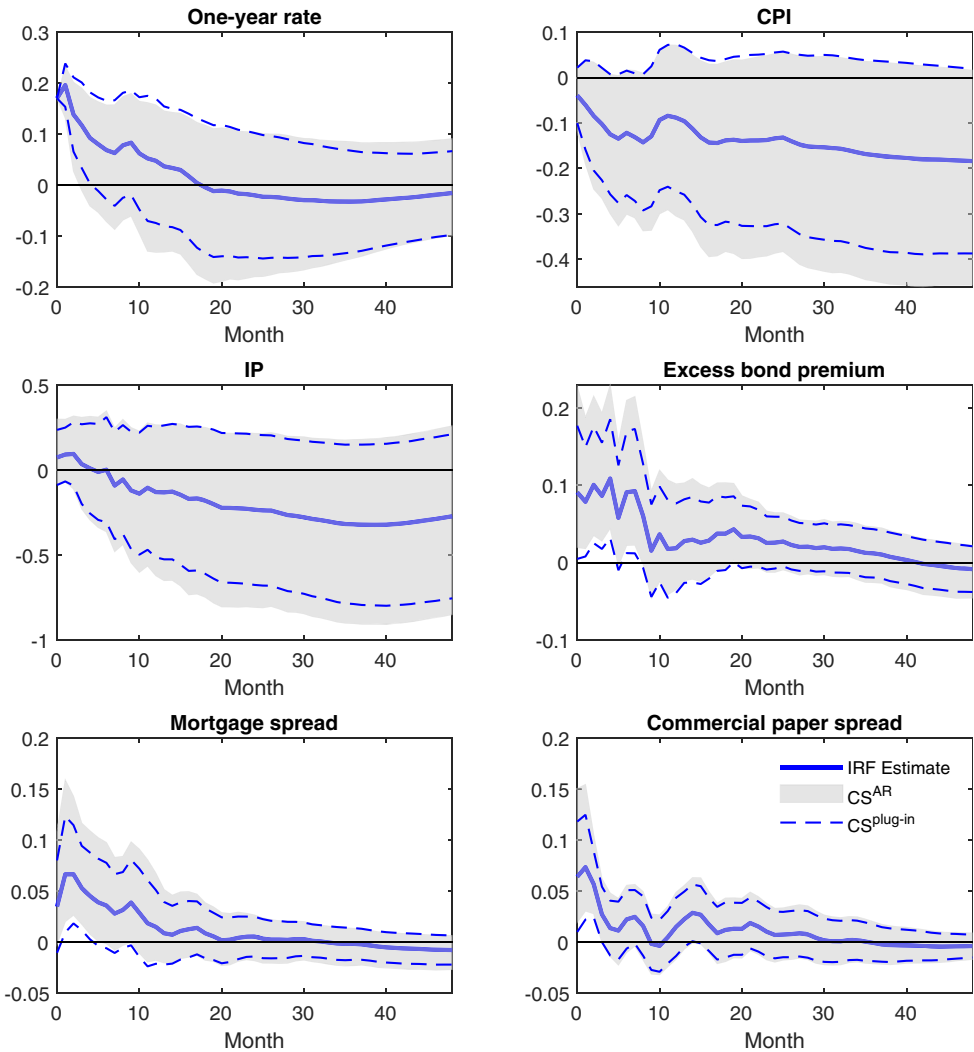 One-year rate
0.3
0.2
0.1
0
-0.1
-0.2
0 10 20 30 40
Month
CPI
0.1
0
-0.1
-0.2
-0.3
-0.4
0 10 20 30 40
Month
IP
0.5
0
-0.5
-1
0 10 20 30 40
Month
Excess bond premium
0.2
0.1
0
-0.1
0 10 20 30 40
Month
Mortgage spread
0.2
0.15
0.1
0.05
0
-0.05
0 10 20 30 40
Month
Commercial paper spread
0.2
0.15
0.1
0.05
0
-0.05
IRF Estimate
CS^AR
CS^plug-in
0 10 20 30 40
Month